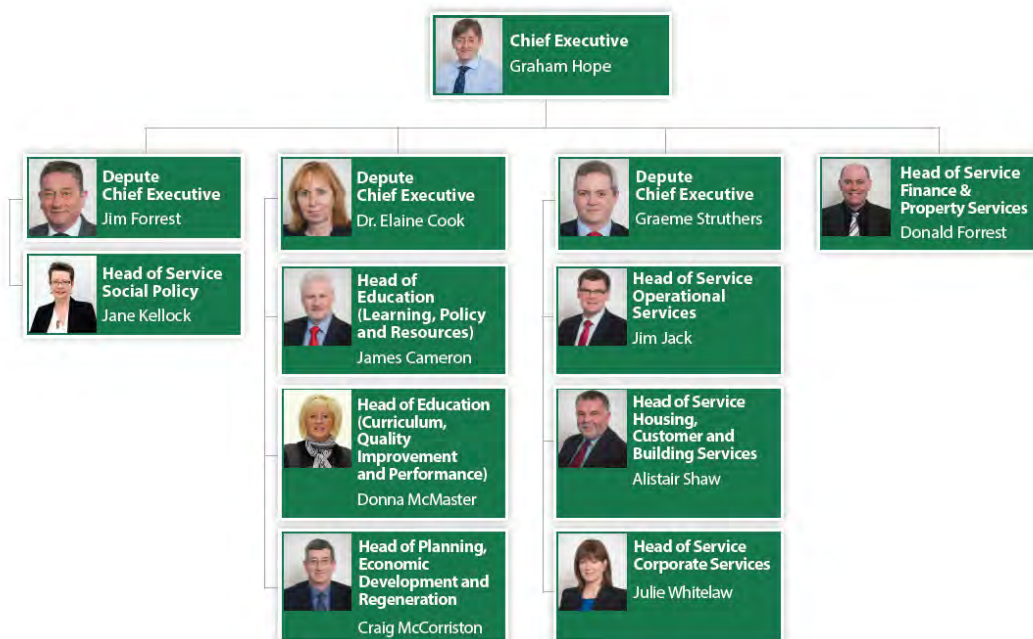 Chief Executive
Graham Hope
Depute
Chief Executive
Jim Forrest
Head of Service
Social Policy
Jane Kellock
Depute
Chief Executive
Dr. Elaine Cook
Head of
Education
(Learning, Policy
and Resources)
James Cameron
Head of Education
(Curriculum,
Quality
Improvement
and Performance)
Donna McMaster
Head of Planning,
Economic
Development and
Regeneration
Craig McCorriston
Depute
Chief Executive
Graeme Struthers
Head of Service
Operational
Services
Jim Jack
Head of Service
Housing,
Customer and
Building Services
Alistair Shaw
Head of Service
Corporate Services
Julie Whitelaw
Head of Service
Finance &
Property Services
Donald Forrest